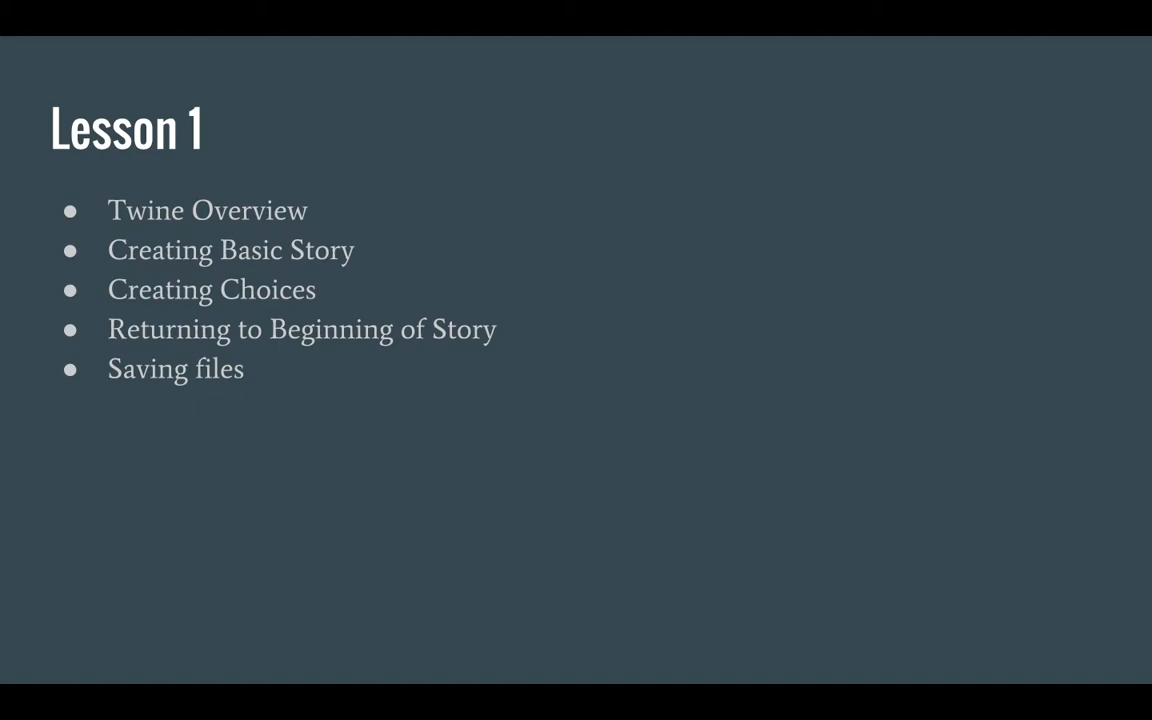 Lesson 1
● Twine Overview
● Creating Basic Story
● Creating Choices
● Returning to Beginning of Story
● Saving files